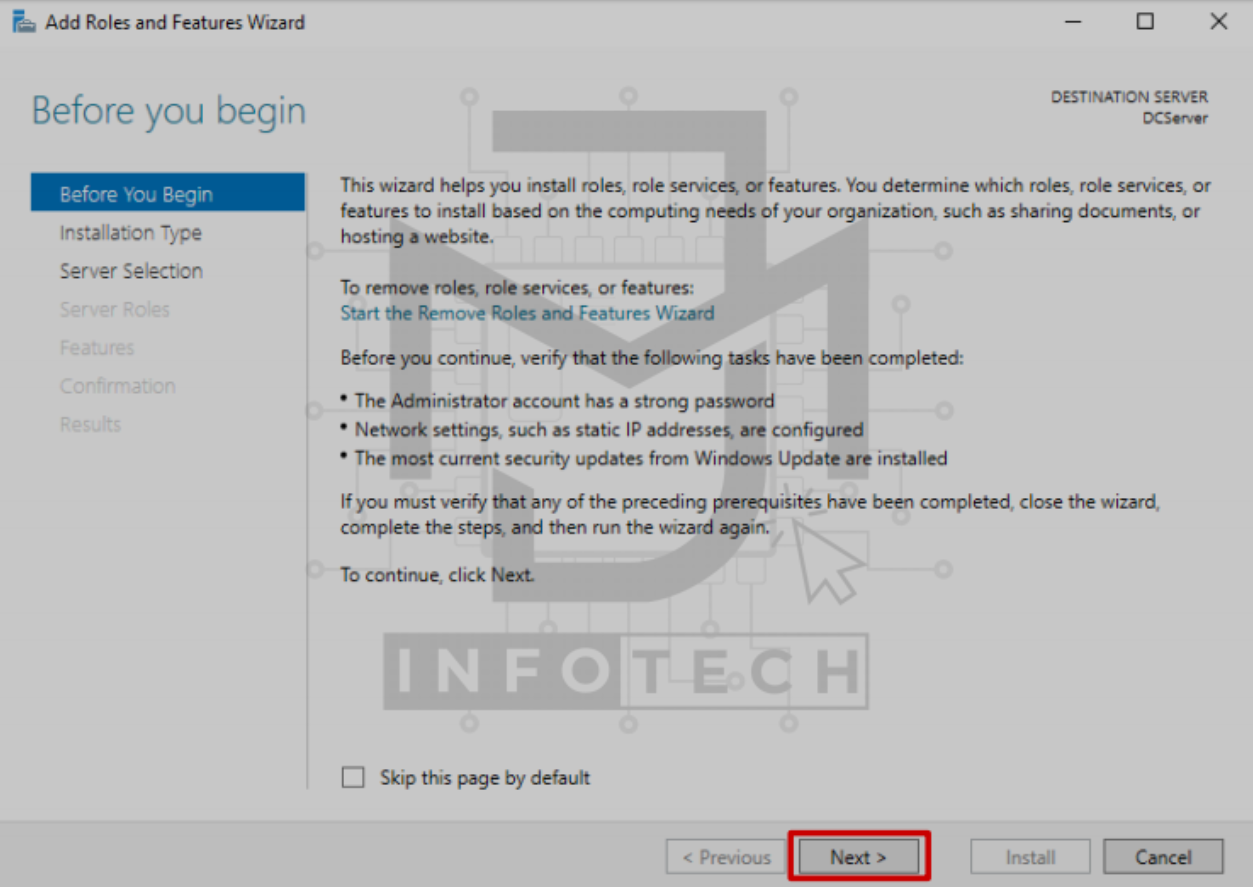 Add Roles and Features Wizard
Before you begin
DESTINATION SERVER
DCServer
Before You Begin
Installation Type
Server Selection
Server Roles
Features
Confirmation
Results
This wizard helps you install roles, role services, or features. You determine which roles, role services, or
features to install based on the computing needs of your organization, such as sharing documents, or
hosting a website.
To remove roles, role services, or features:
Start the Remove Roles and Features Wizard
Before you continue, verify that the following tasks have been completed:
• The Administrator account has a strong password
• Network settings, such as static IP addresses, are configured
• The most current security updates from Windows Update are installed
If you must verify that any of the preceding prerequisites have been completed, close the wizard,
complete the steps, and then run the wizard again.
To continue, click Next.
INFOTECH
Skip this page by default
< Previous
Next >
Install
Cancel